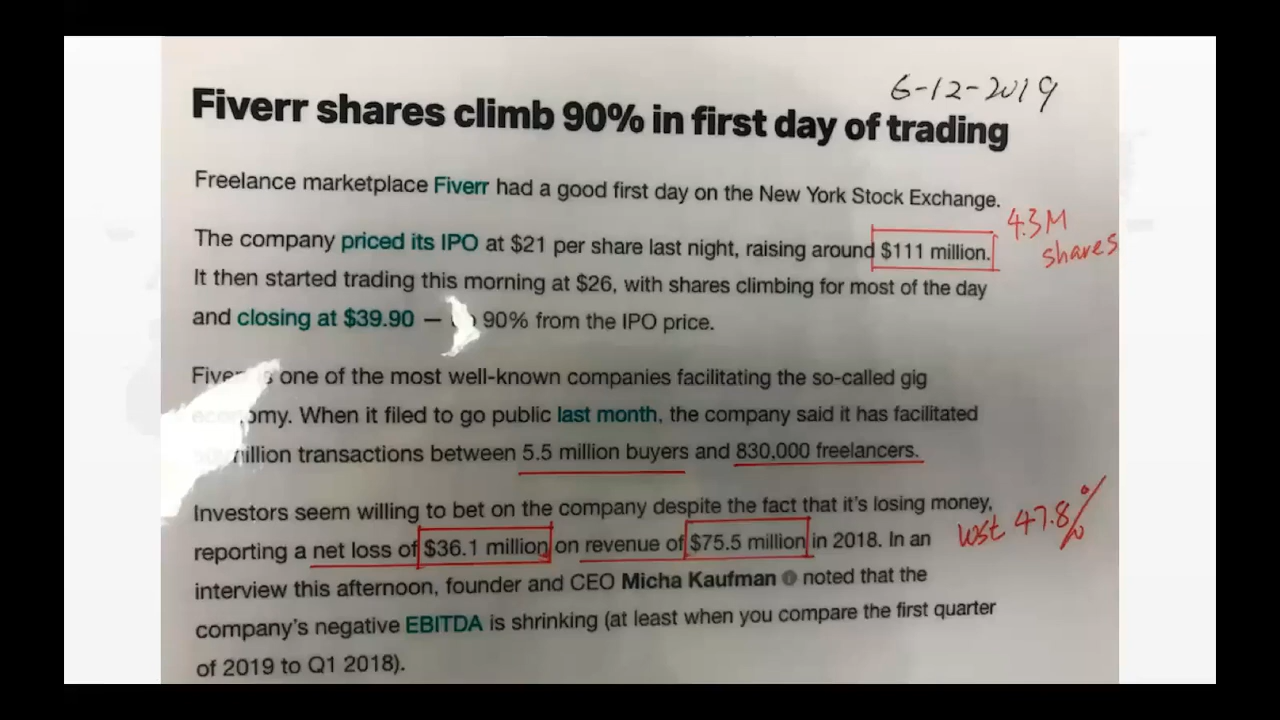 6-12-2019
Fiverr shares climb 90% in first day of trading
Freelance marketplace Fiverr had a good first day on the New York Stock Exchange.
4.3M
shares
The company priced its IPO at $21 per share last night, raising around $111 million.
It then started trading this morning at $26, with shares climbing for most of the day
and closing at $39.90 — 90% from the IPO price.
one of the most well-known companies facilitating the so-called gig
When it filed to go public last month, the company said it has facilitated
transactions between 5.5 million buyers and 830,000 freelancers.
Investors seem willing to bet on the company despite the fact that it's losing money,
reporting a net loss of $36.1 million on revenue of $75.5 million in 2018. In an
lost 47.8%
interview this afternoon, founder and CEO Micha Kaufman noted that the
company's negative EBITDA is shrinking (at least when you compare the first quarter
of 2019 to Q1 2018).